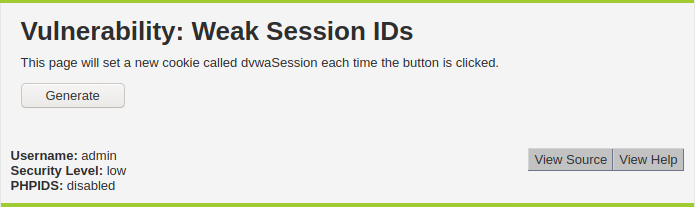 Vulnerability: Weak Session IDs
This page will set a new cookie called dvwaSession each time the button is clicked.
Generate
Username: admin
Security Level: low
PHPIDS: disabled
View Source View Help